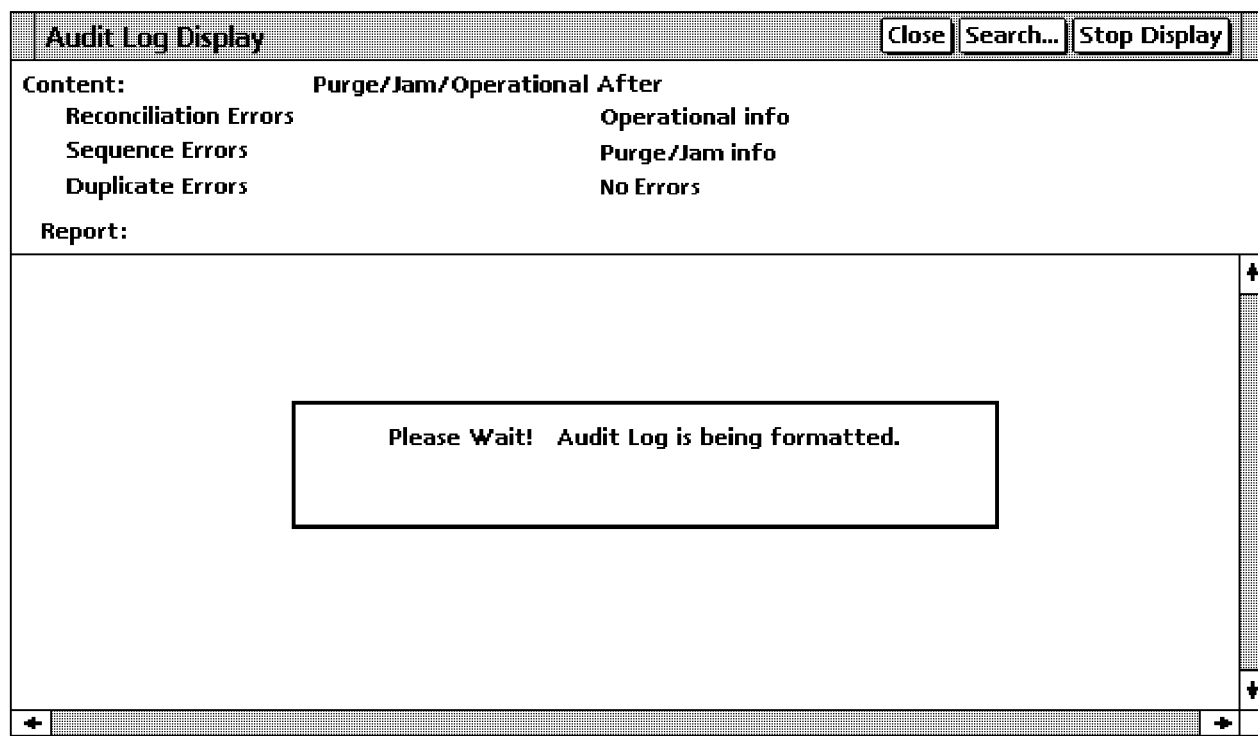 Audit Log Display Close Search... Stop Display
Content: Purge/Jam/Operational After
Reconciliation Errors Operational info
Sequence Errors Purge/Jam info
Duplicate Errors No Errors
Report:
Please Wait! Audit Log is being formatted.